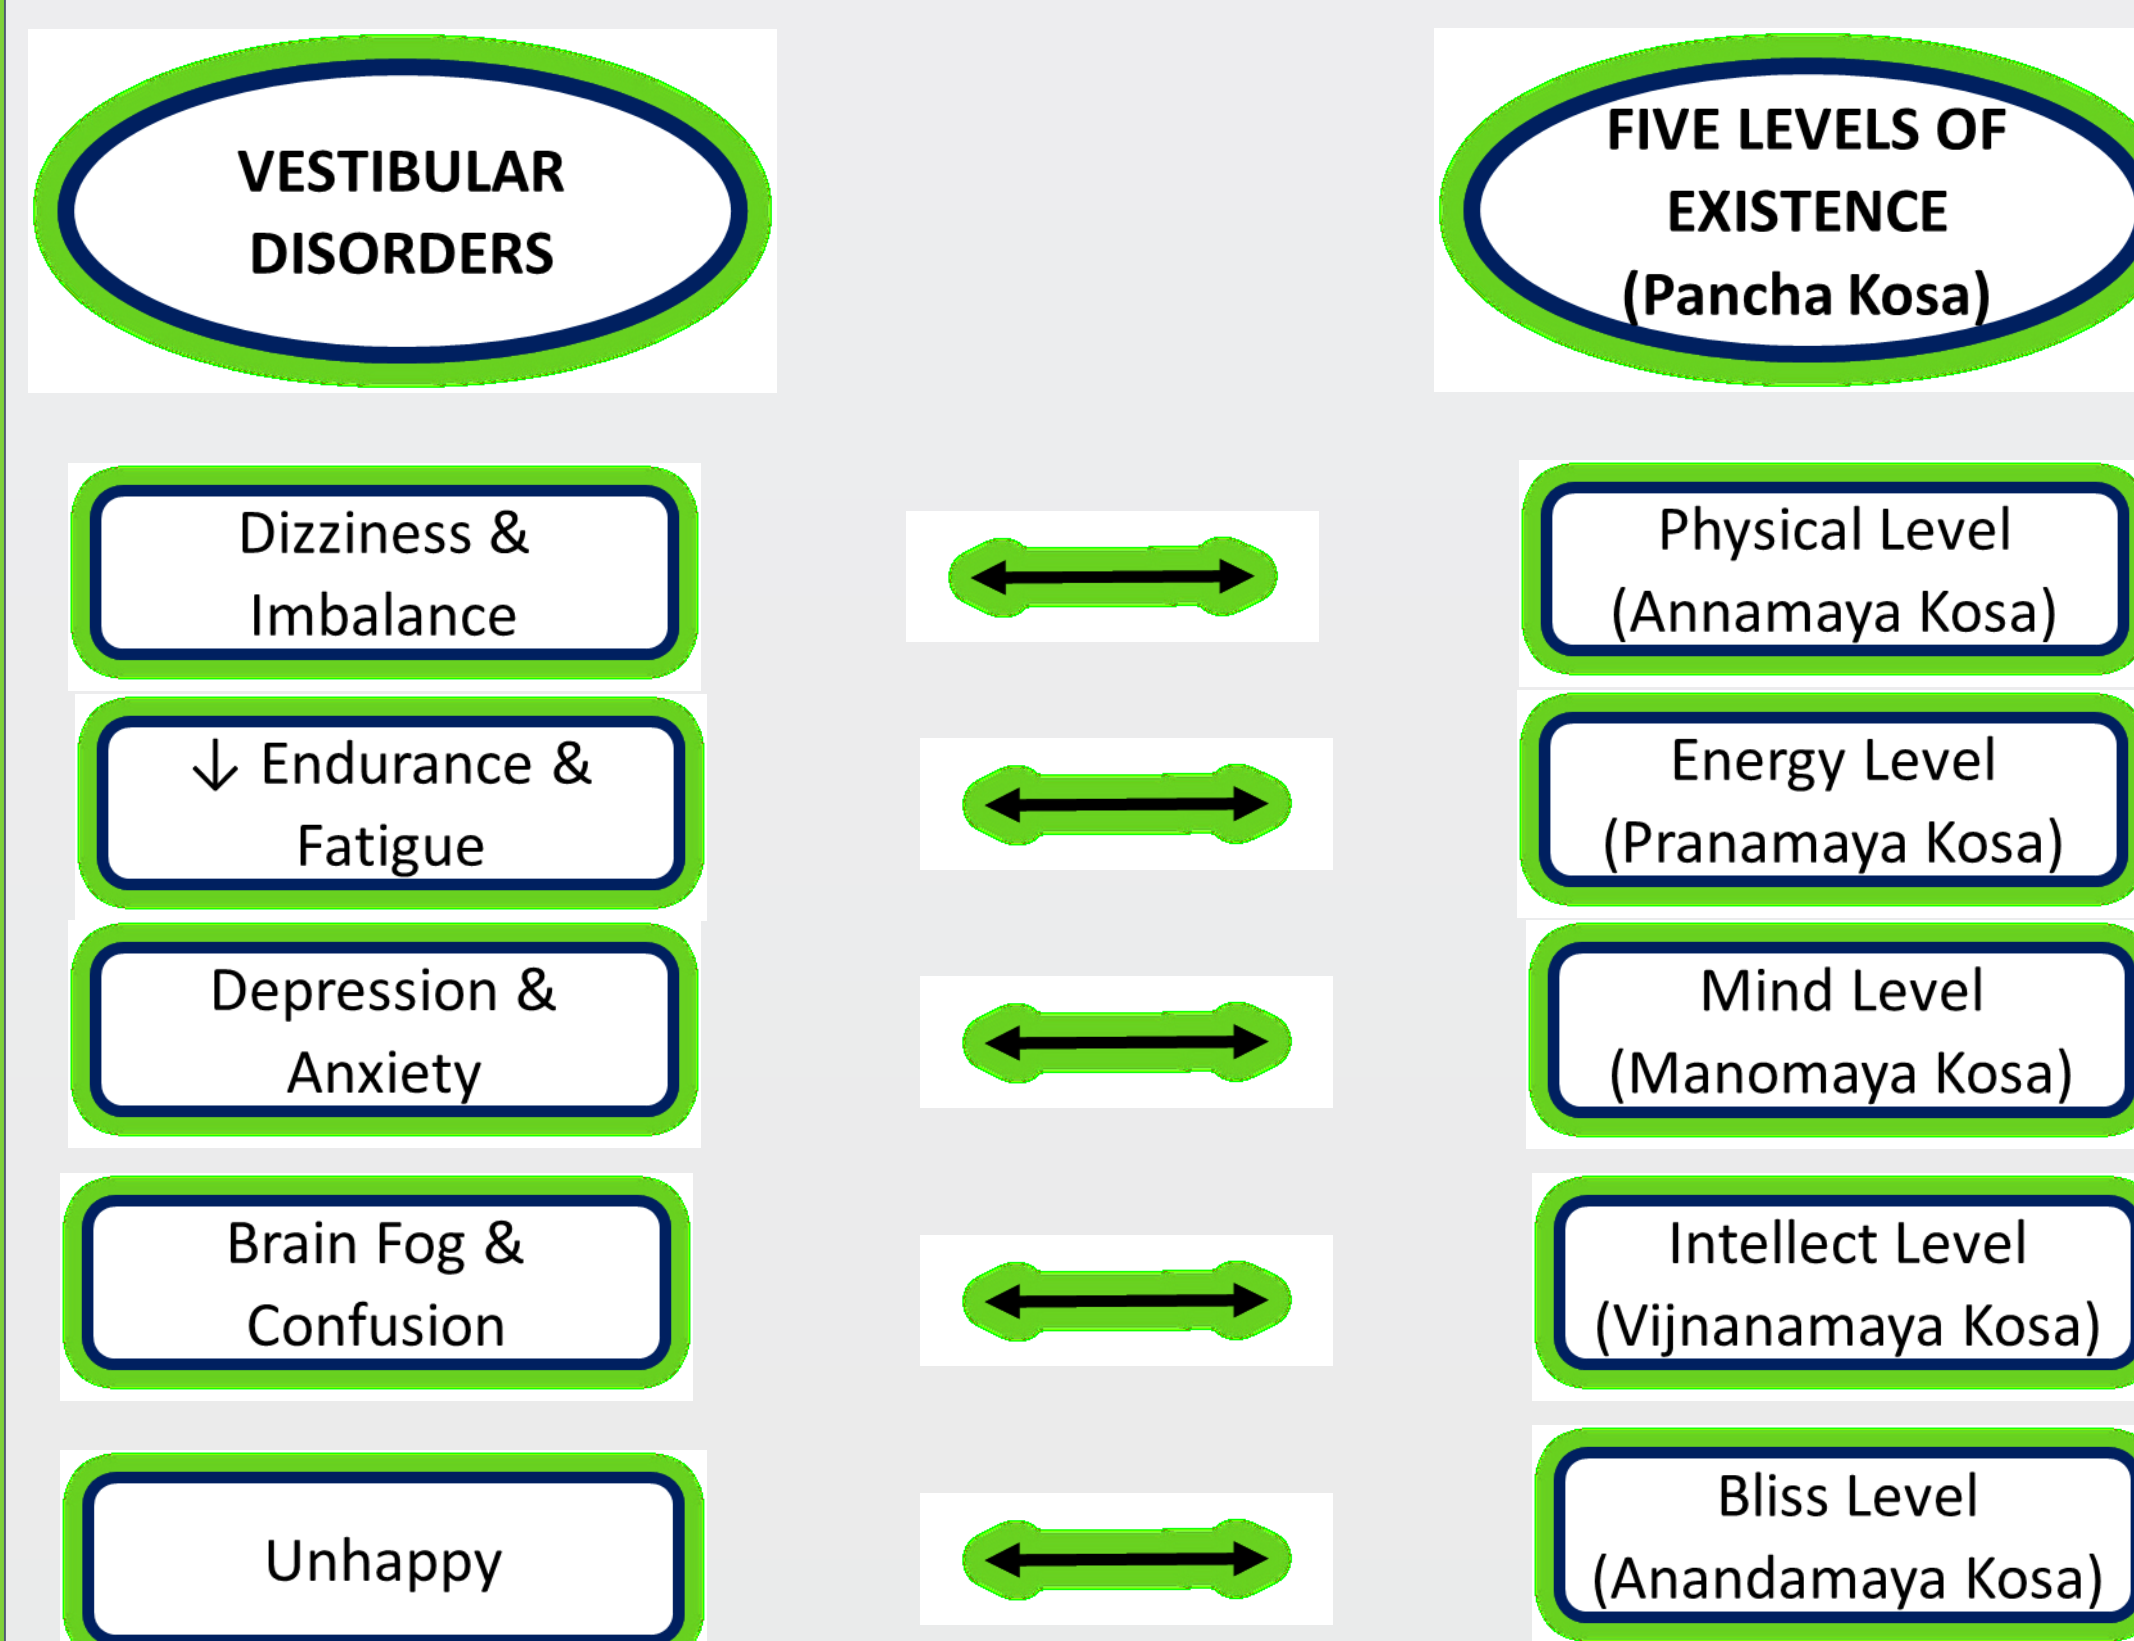 VESTIBULAR
DISORDERS
FIVE LEVELS OF
EXISTENCE
(Pancha Kosa)
Dizziness &
Imbalance
Physical Level
(Annamaya Kosa)
↓ Endurance &
Fatigue
Energy Level
(Pranamaya Kosa)
Depression &
Anxiety
Mind Level
(Manomaya Kosa)
Brain Fog &
Confusion
Intellect Level
(Vijnanamaya Kosa)
Unhappy
Bliss Level
(Anandamaya Kosa)